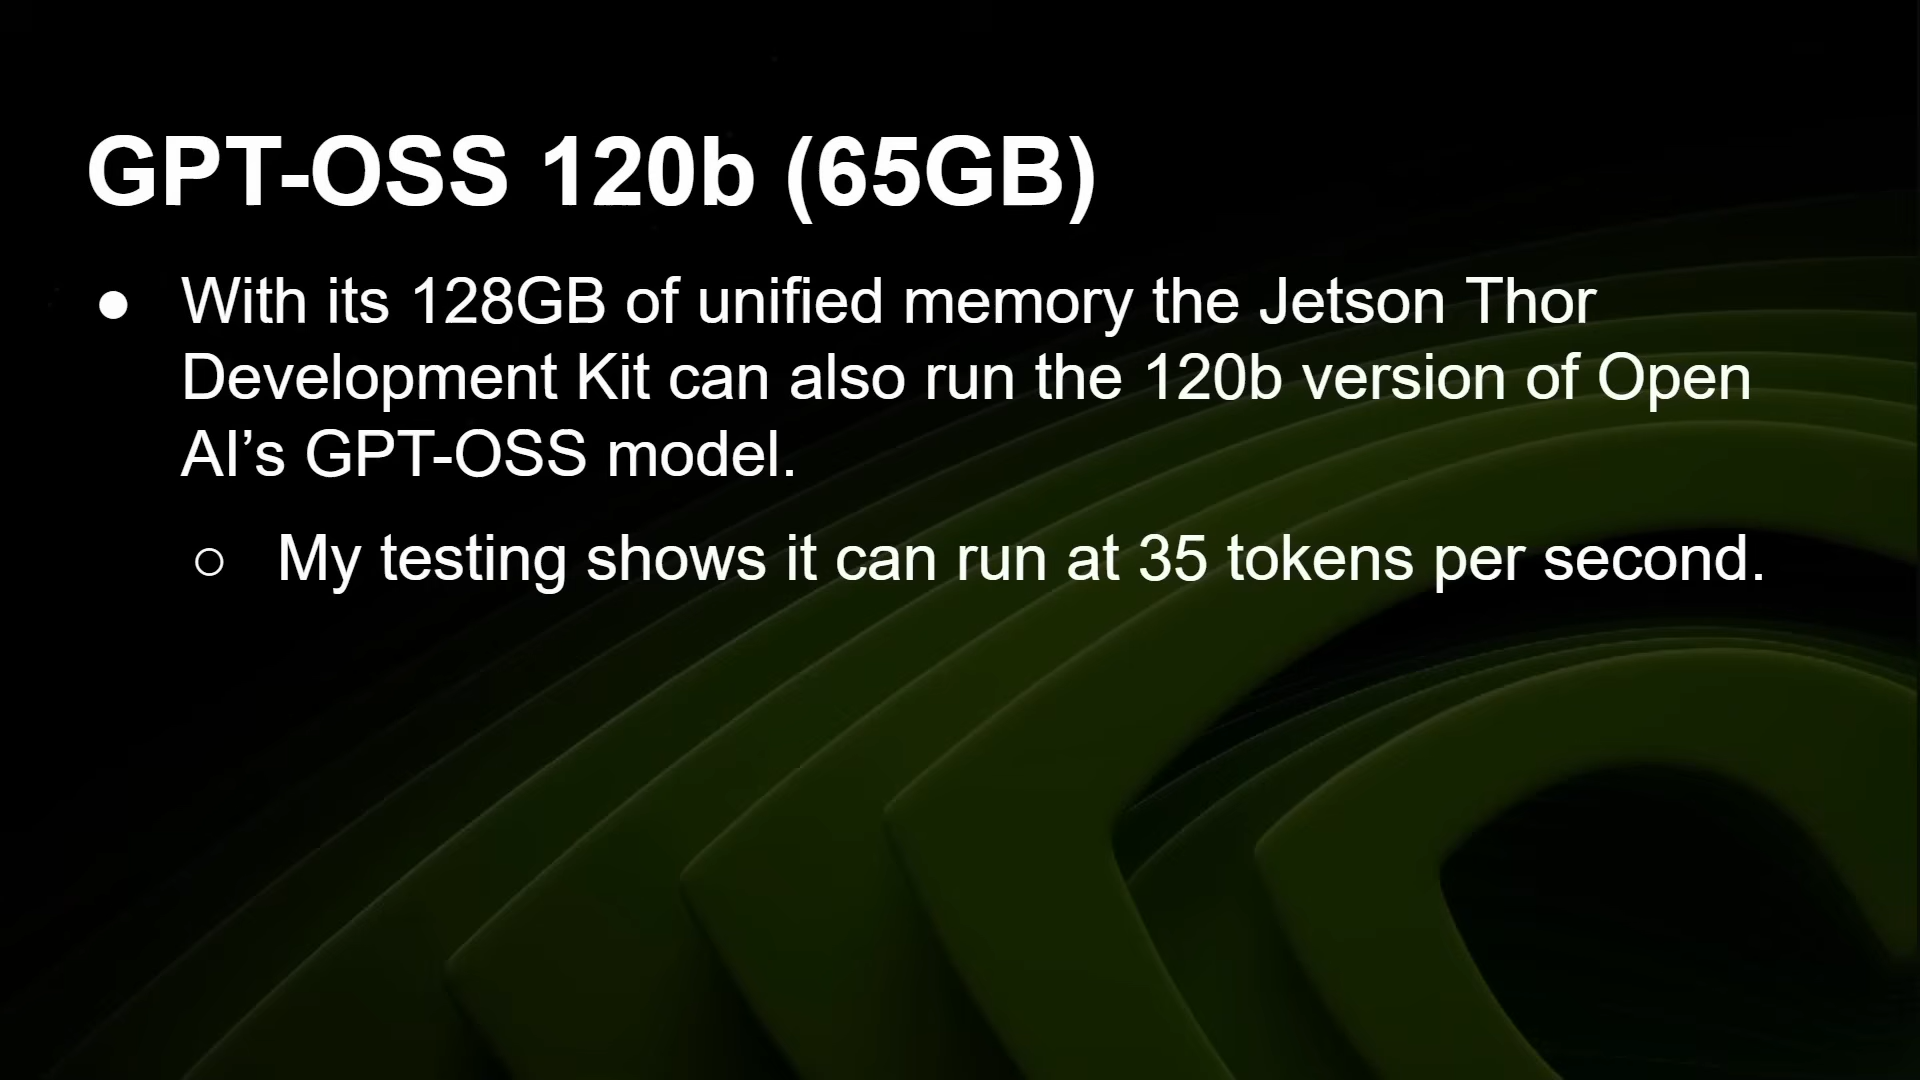 GPT-OSS 120b (65GB)
● With its 128GB of unified memory the Jetson Thor
Development Kit can also run the 120b version of Open
AI’s GPT-OSS model.
○ My testing shows it can run at 35 tokens per second.